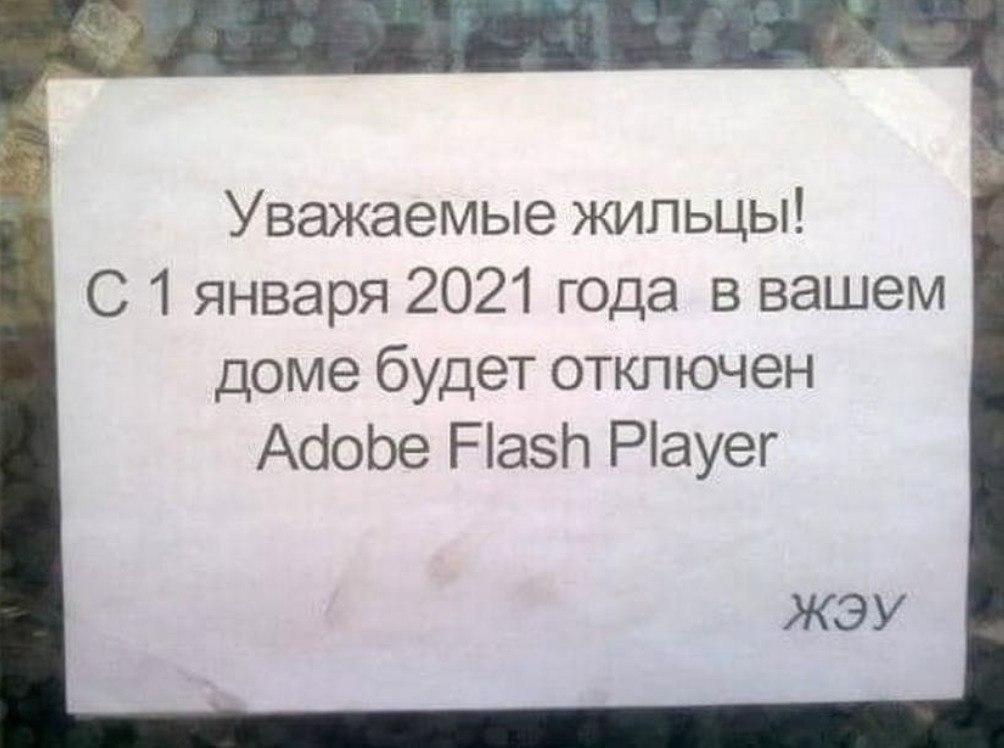 Уважаемые жильцы!
С 1 января 2021 года в вашем
доме будет отключен
Adobe Flash Player
ЖЭУ